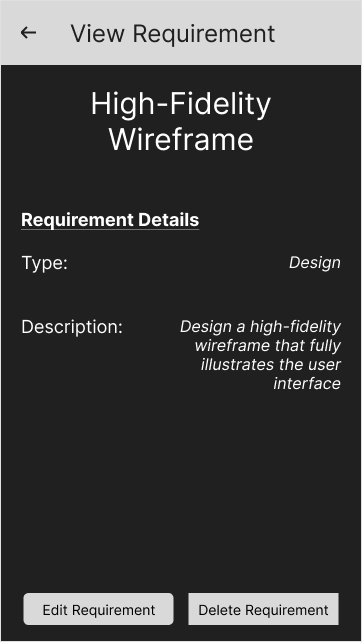 View Requirement
High-Fidelity
Wireframe
Requirement Details
Type: Design
Description: Design a high-fidelity
wireframe that fully
illustrates the user
interface
Edit Requirement Delete Requirement